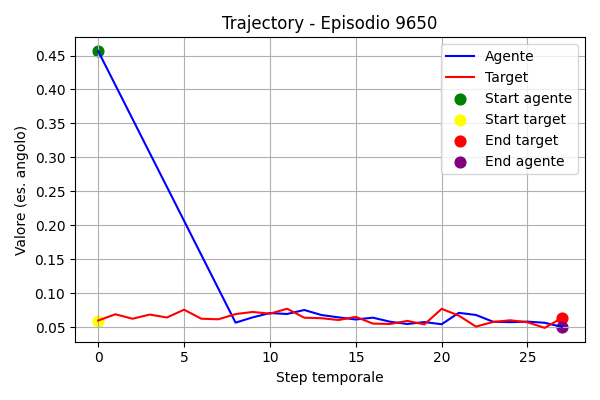 Trajectory - Episodio 9650
Valore (es. angolo)
0.45
0.40
0.35
0.30
0.25
0.20
0.15
0.10
0.05
0
5
10
15
20
25
Step temporale
Agente
Target
Start agente
Start target
End target
End agente